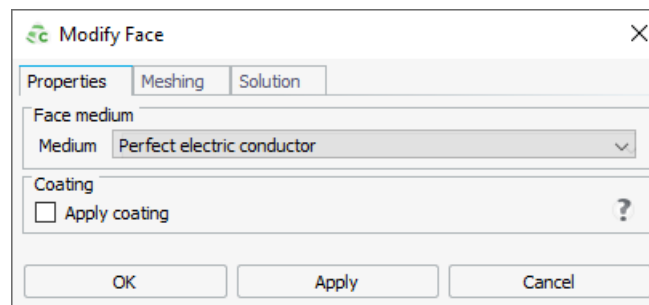 Modify Face
Properties Meshing Solution
Face medium
Medium Perfect electric conductor
Coating
Apply coating ?
OK Apply Cancel